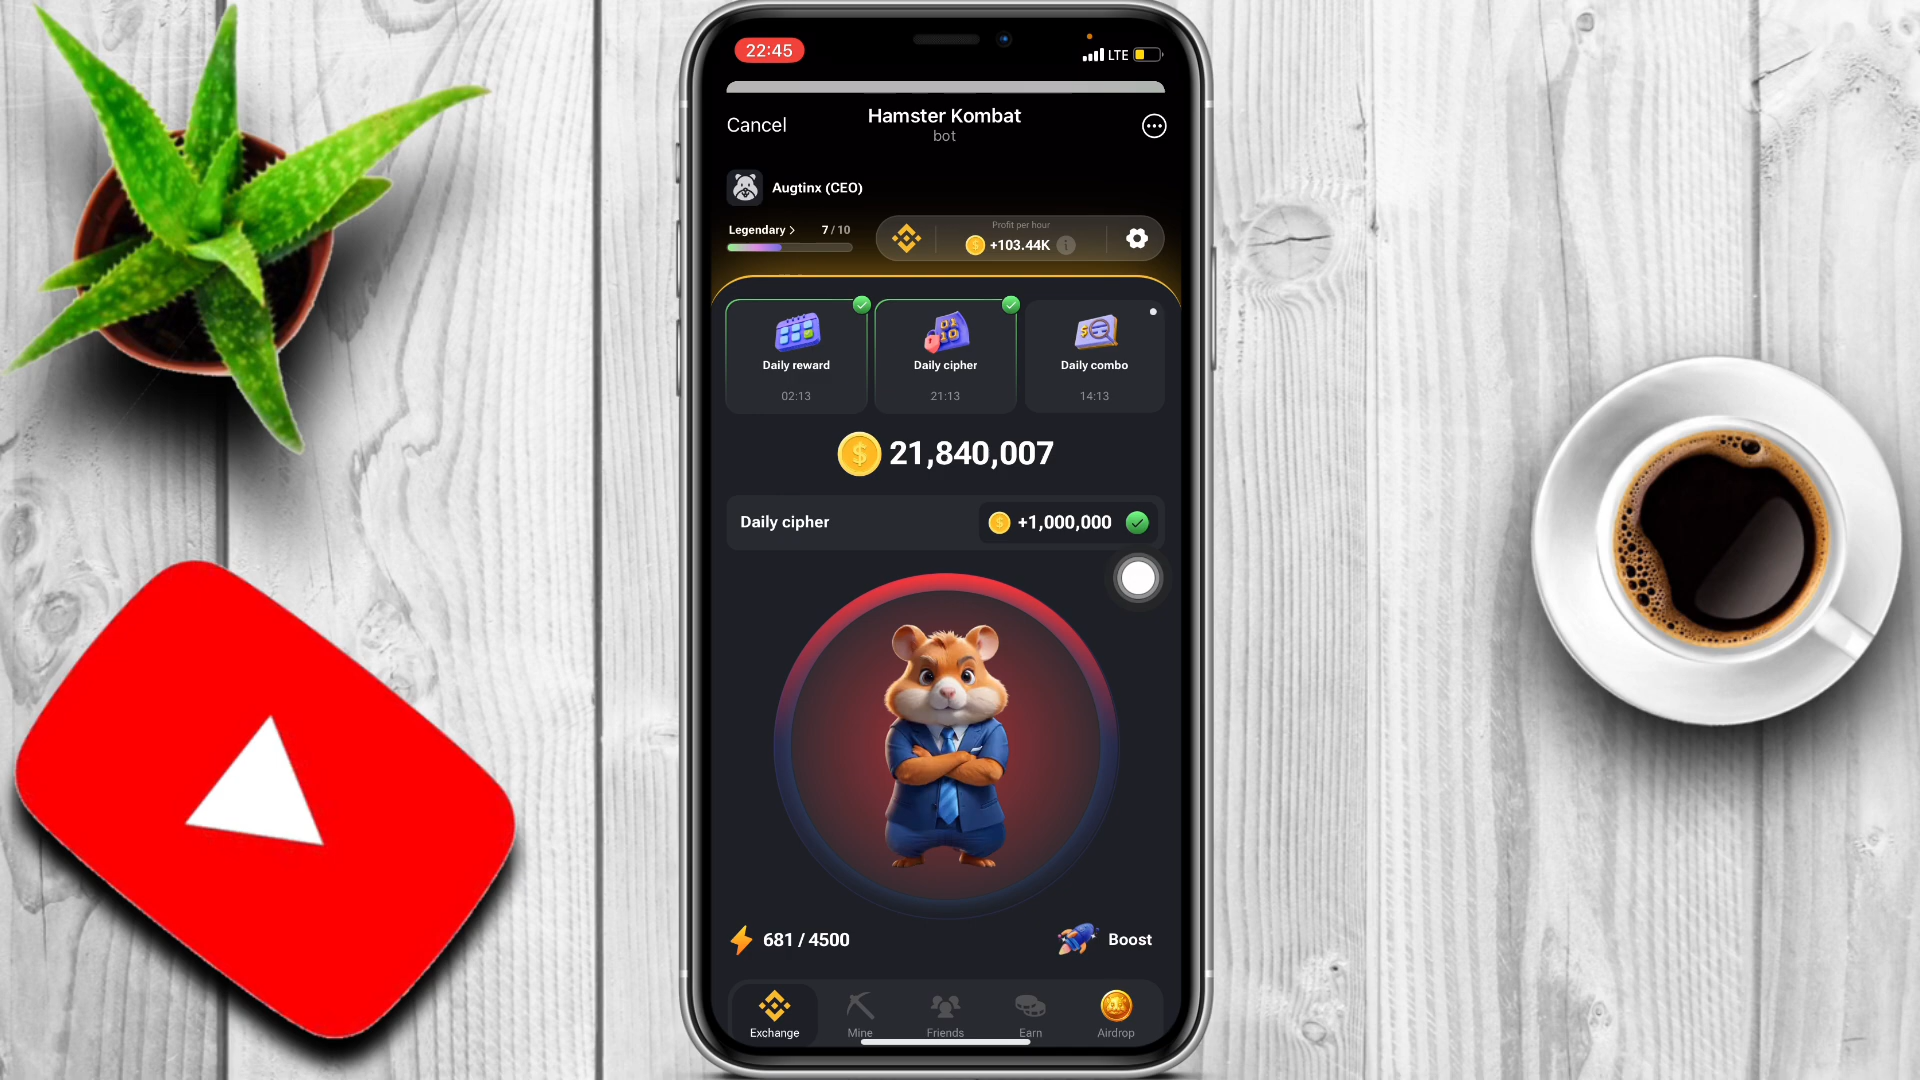 22:45
LTE
Cancel
Hamster Kombat
bot
Augtinx (CEO)
Legendary >
7 / 10
Profit per hour
+103.44K
Daily reward
02:13
Daily cipher
21:13
Daily combo
14:13
21,840,007
Daily cipher
+1,000,000
681 / 4500
Boost
Exchange
Mine
Friends
Earn
Airdrop